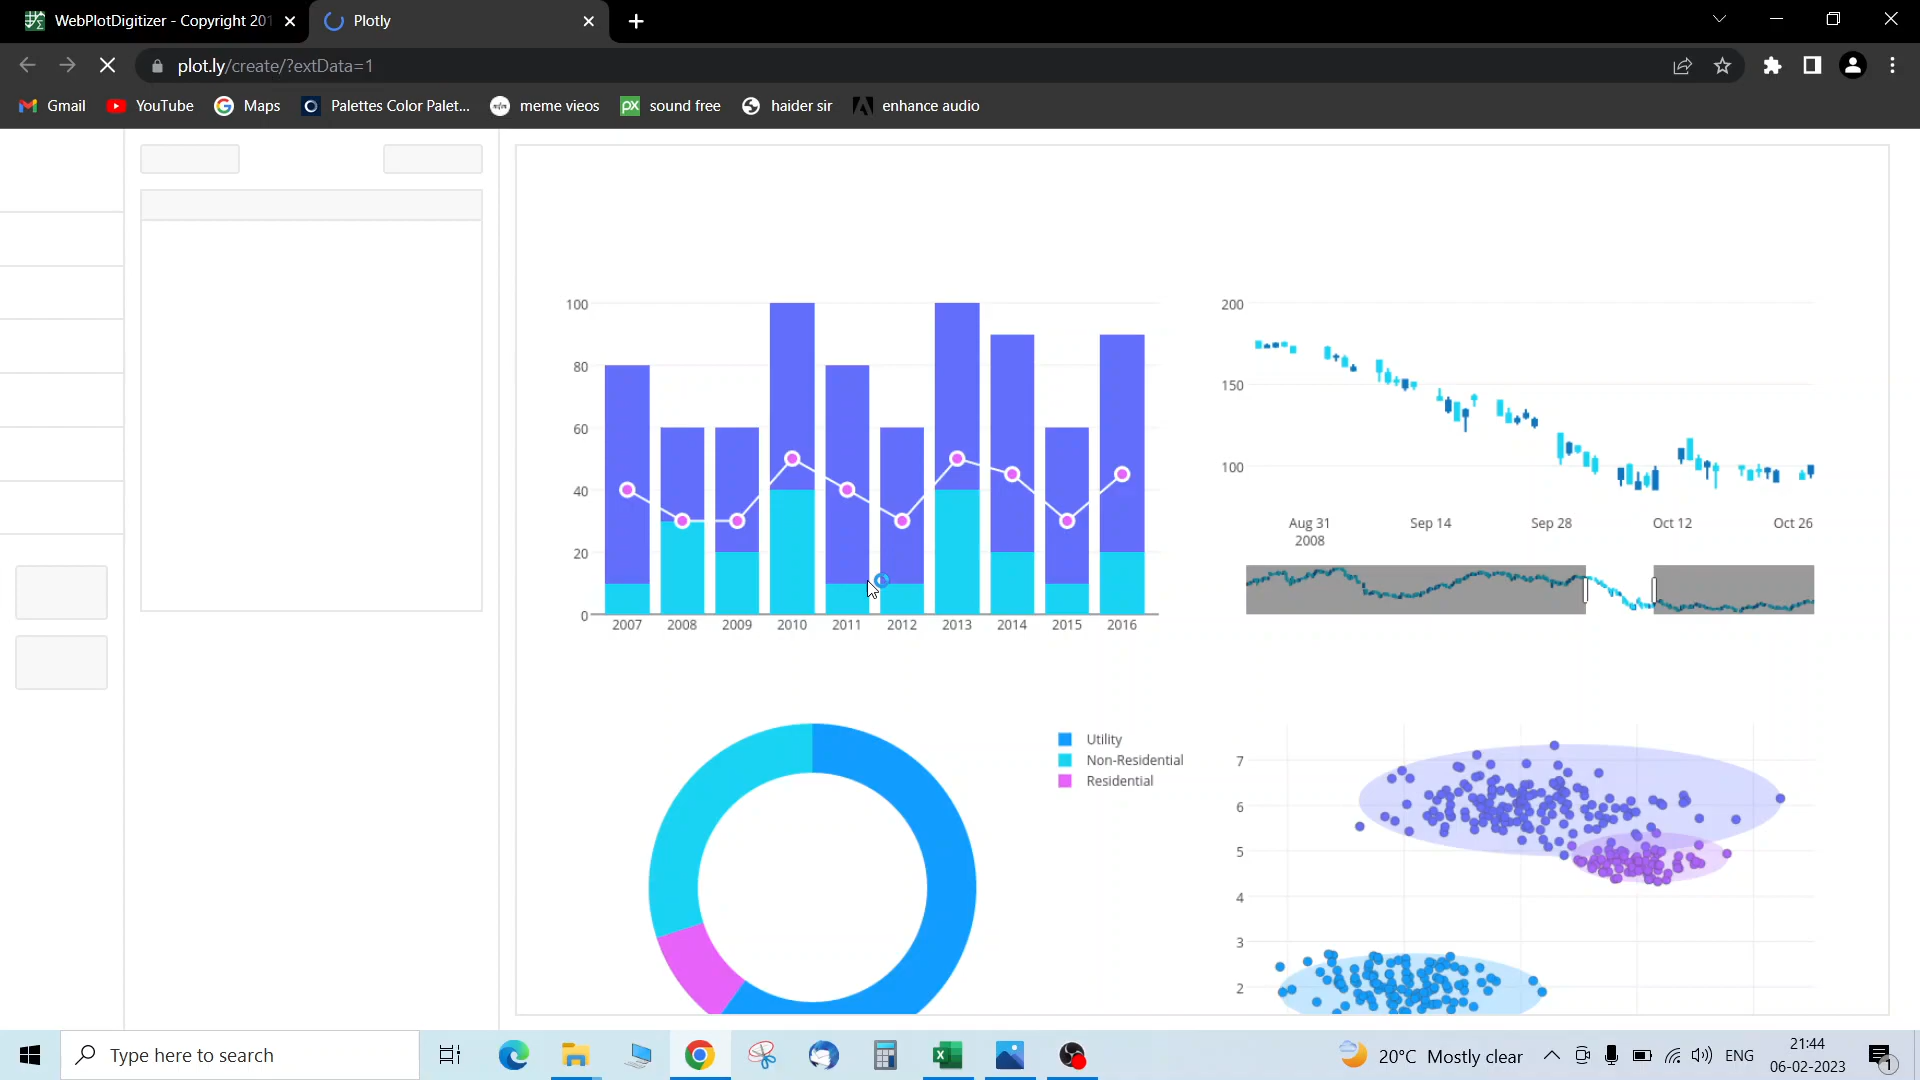 WebPlotDigitizer - Copyright 201
Plotly
plot.ly/create/?extData=1
Gmail
YouTube
Maps
Palettes Color Palet...
meme vieos
px
sound free
haider sir
enhance audio
100
80
60
40
20
0
2007 2008 2009 2010 2011 2012 2013 2014 2015 2016
200
150
100
Aug 31 Sep 14 Sep 28 Oct 12 Oct 26
2008
Utility
Non-Residential
Residential
7
6
5
4
3
2
Type here to search
20°C Mostly clear
ENG
21:44
06-02-2023
1